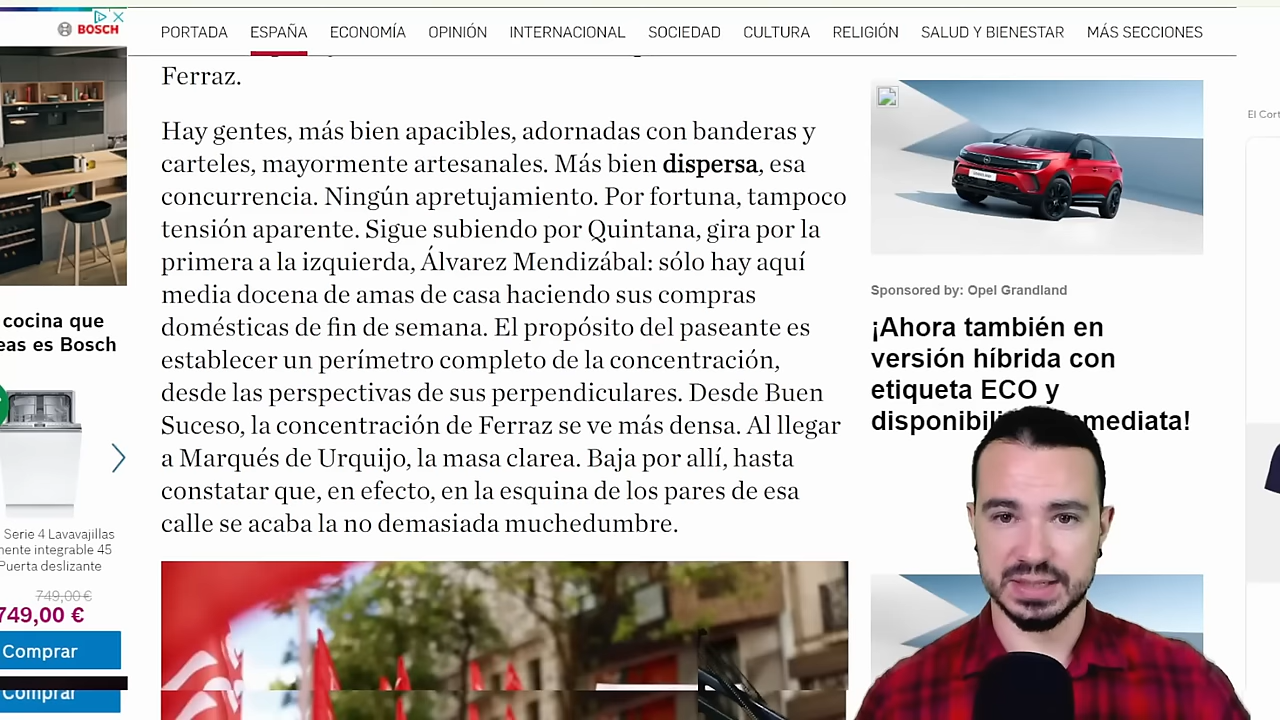 BOSCH
PORTADA ESPAÑA ECONOMÍA OPINIÓN INTERNACIONAL SOCIEDAD CULTURA RELIGIÓN SALUD Y BIENESTAR MÁS SECCIONES
Ferraz.
Hay gentes, más bien apacibles, adornadas con banderas y
carteles, mayormente artesanales. Más bien dispersa, esa
concurrencia. Ningún apretujamiento. Por fortuna, tampoco
tensión aparente. Sigue subiendo por Quintana, gira por la
primera a la izquierda, Álvarez Mendizábal: sólo hay aquí
media docena de amas de casa haciendo sus compras
domésticas de fin de semana. El propósito del paseante es
establecer un perímetro completo de la concentración,
desde las perspectivas de sus perpendiculares. Desde Buen
Suceso, la concentración de Ferraz se ve más densa. Al llegar
a Marqués de Urquijo, la masa clarea. Baja por allí, hasta
constatar que, en efecto, en la esquina de los pares de esa
calle se acaba la no demasiada muchedumbre.
cocina que
eas es Bosch
Serie 4 Lavavajillas
mente integrable 45
Puerta deslizante
749,00 €
749,00 €
Comprar
Comprar
Sponsored by: Opel Grandland
¡Ahora también en
versión híbrida con
etiqueta ECO y
disponibili mediata!
El Cort